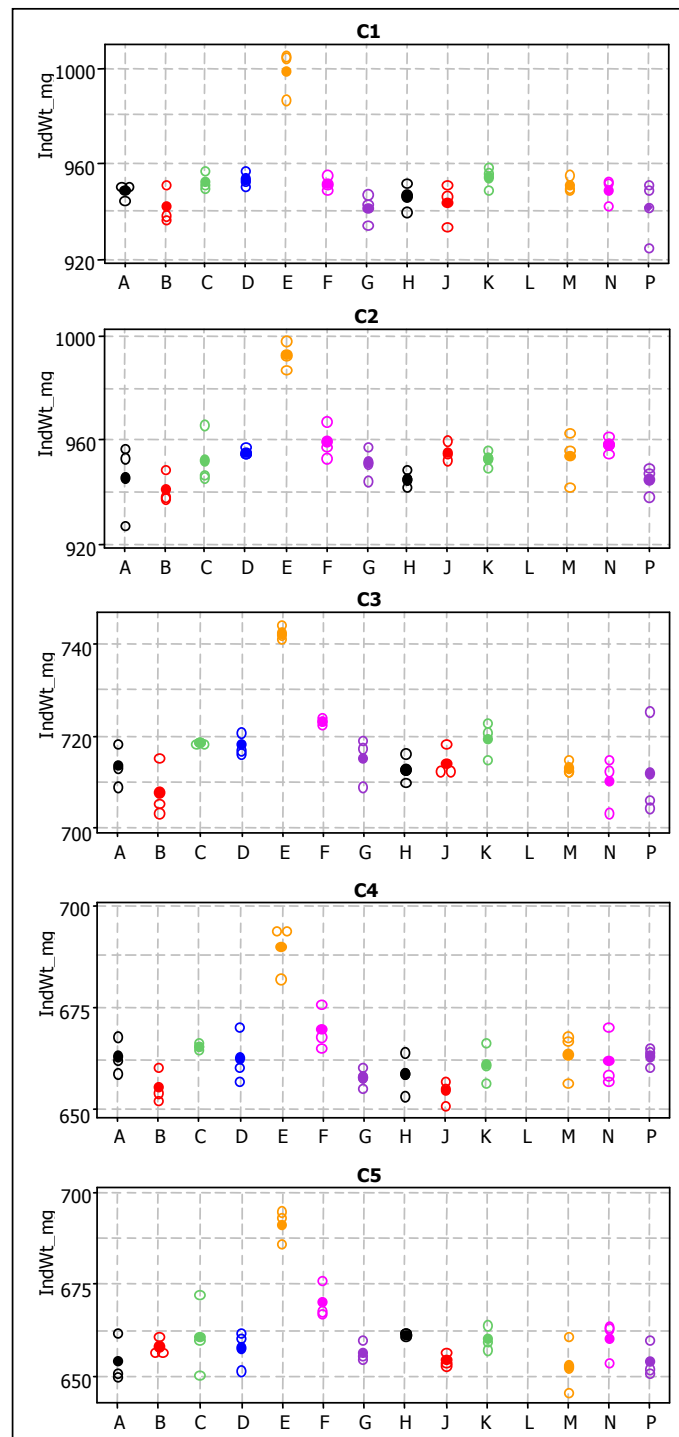 C1
IndWt_mg
1000
960
920
A B C D E F G H J K L M N P
C2
IndWt_mg
1000
960
920
A B C D E F G H J K L M N P
C3
IndWt_mg
740
720
700
A B C D E F G H J K L M N P
C4
IndWt_mg
700
675
650
A B C D E F G H J K L M N P
C5
IndWt_mg
700
675
650
A B C D E F G H J K L M N P